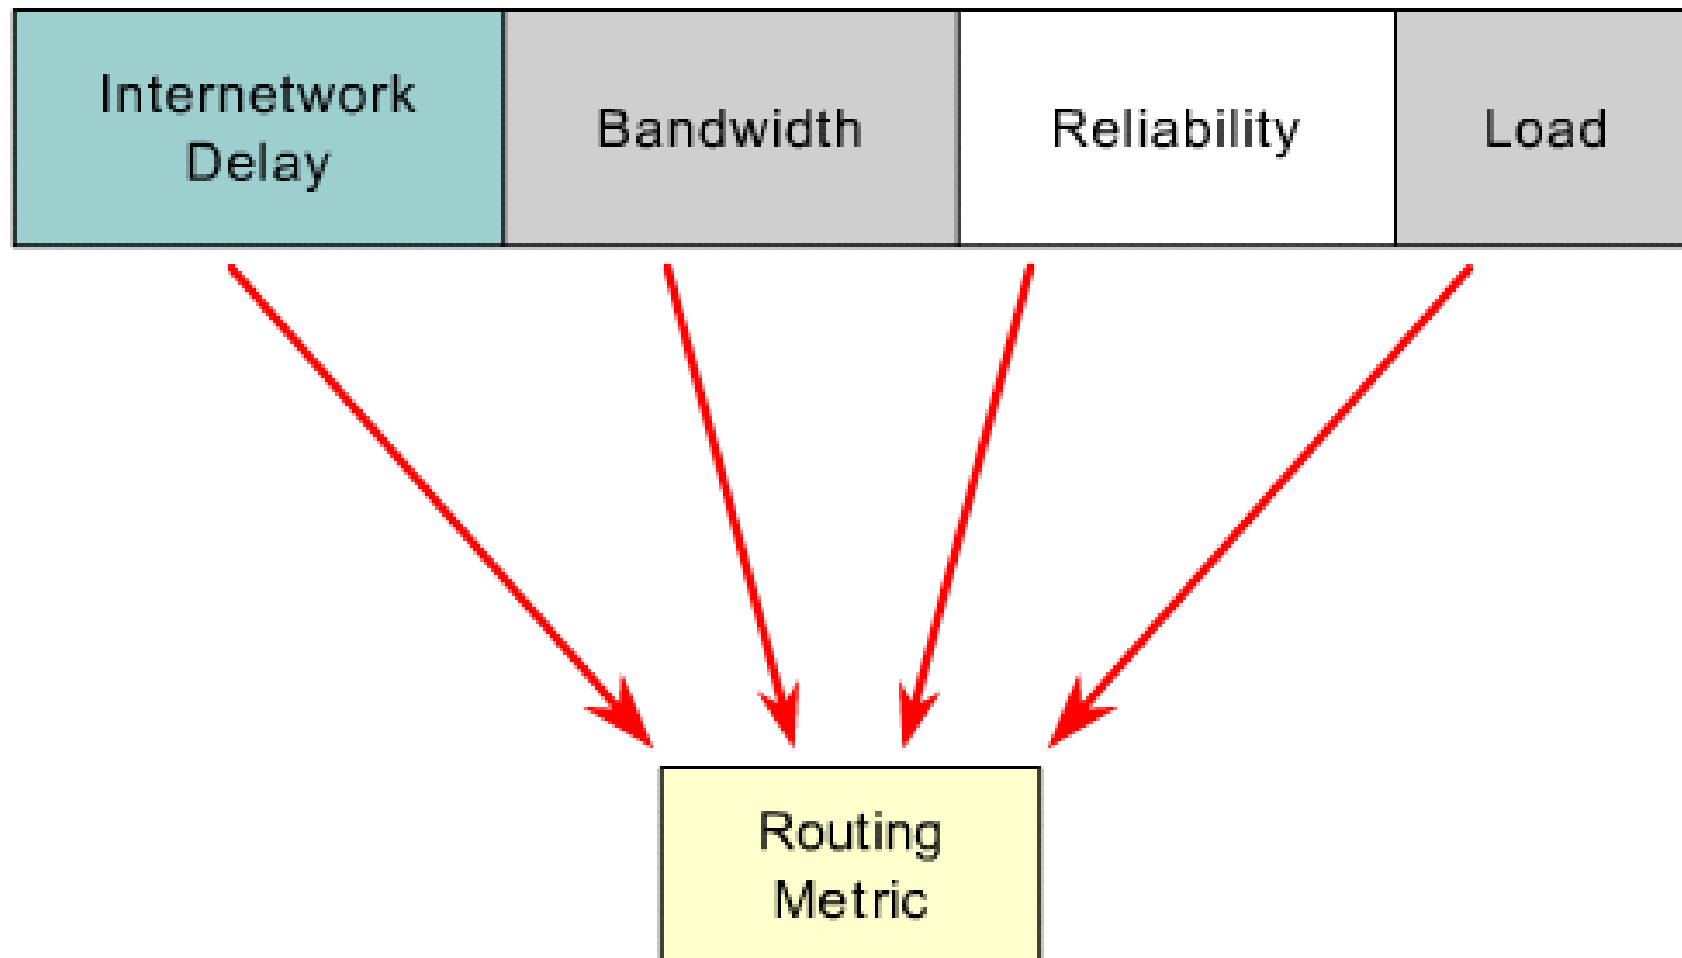 Internetwork
Delay
Bandwidth
Reliability
Load
Routing
Metric